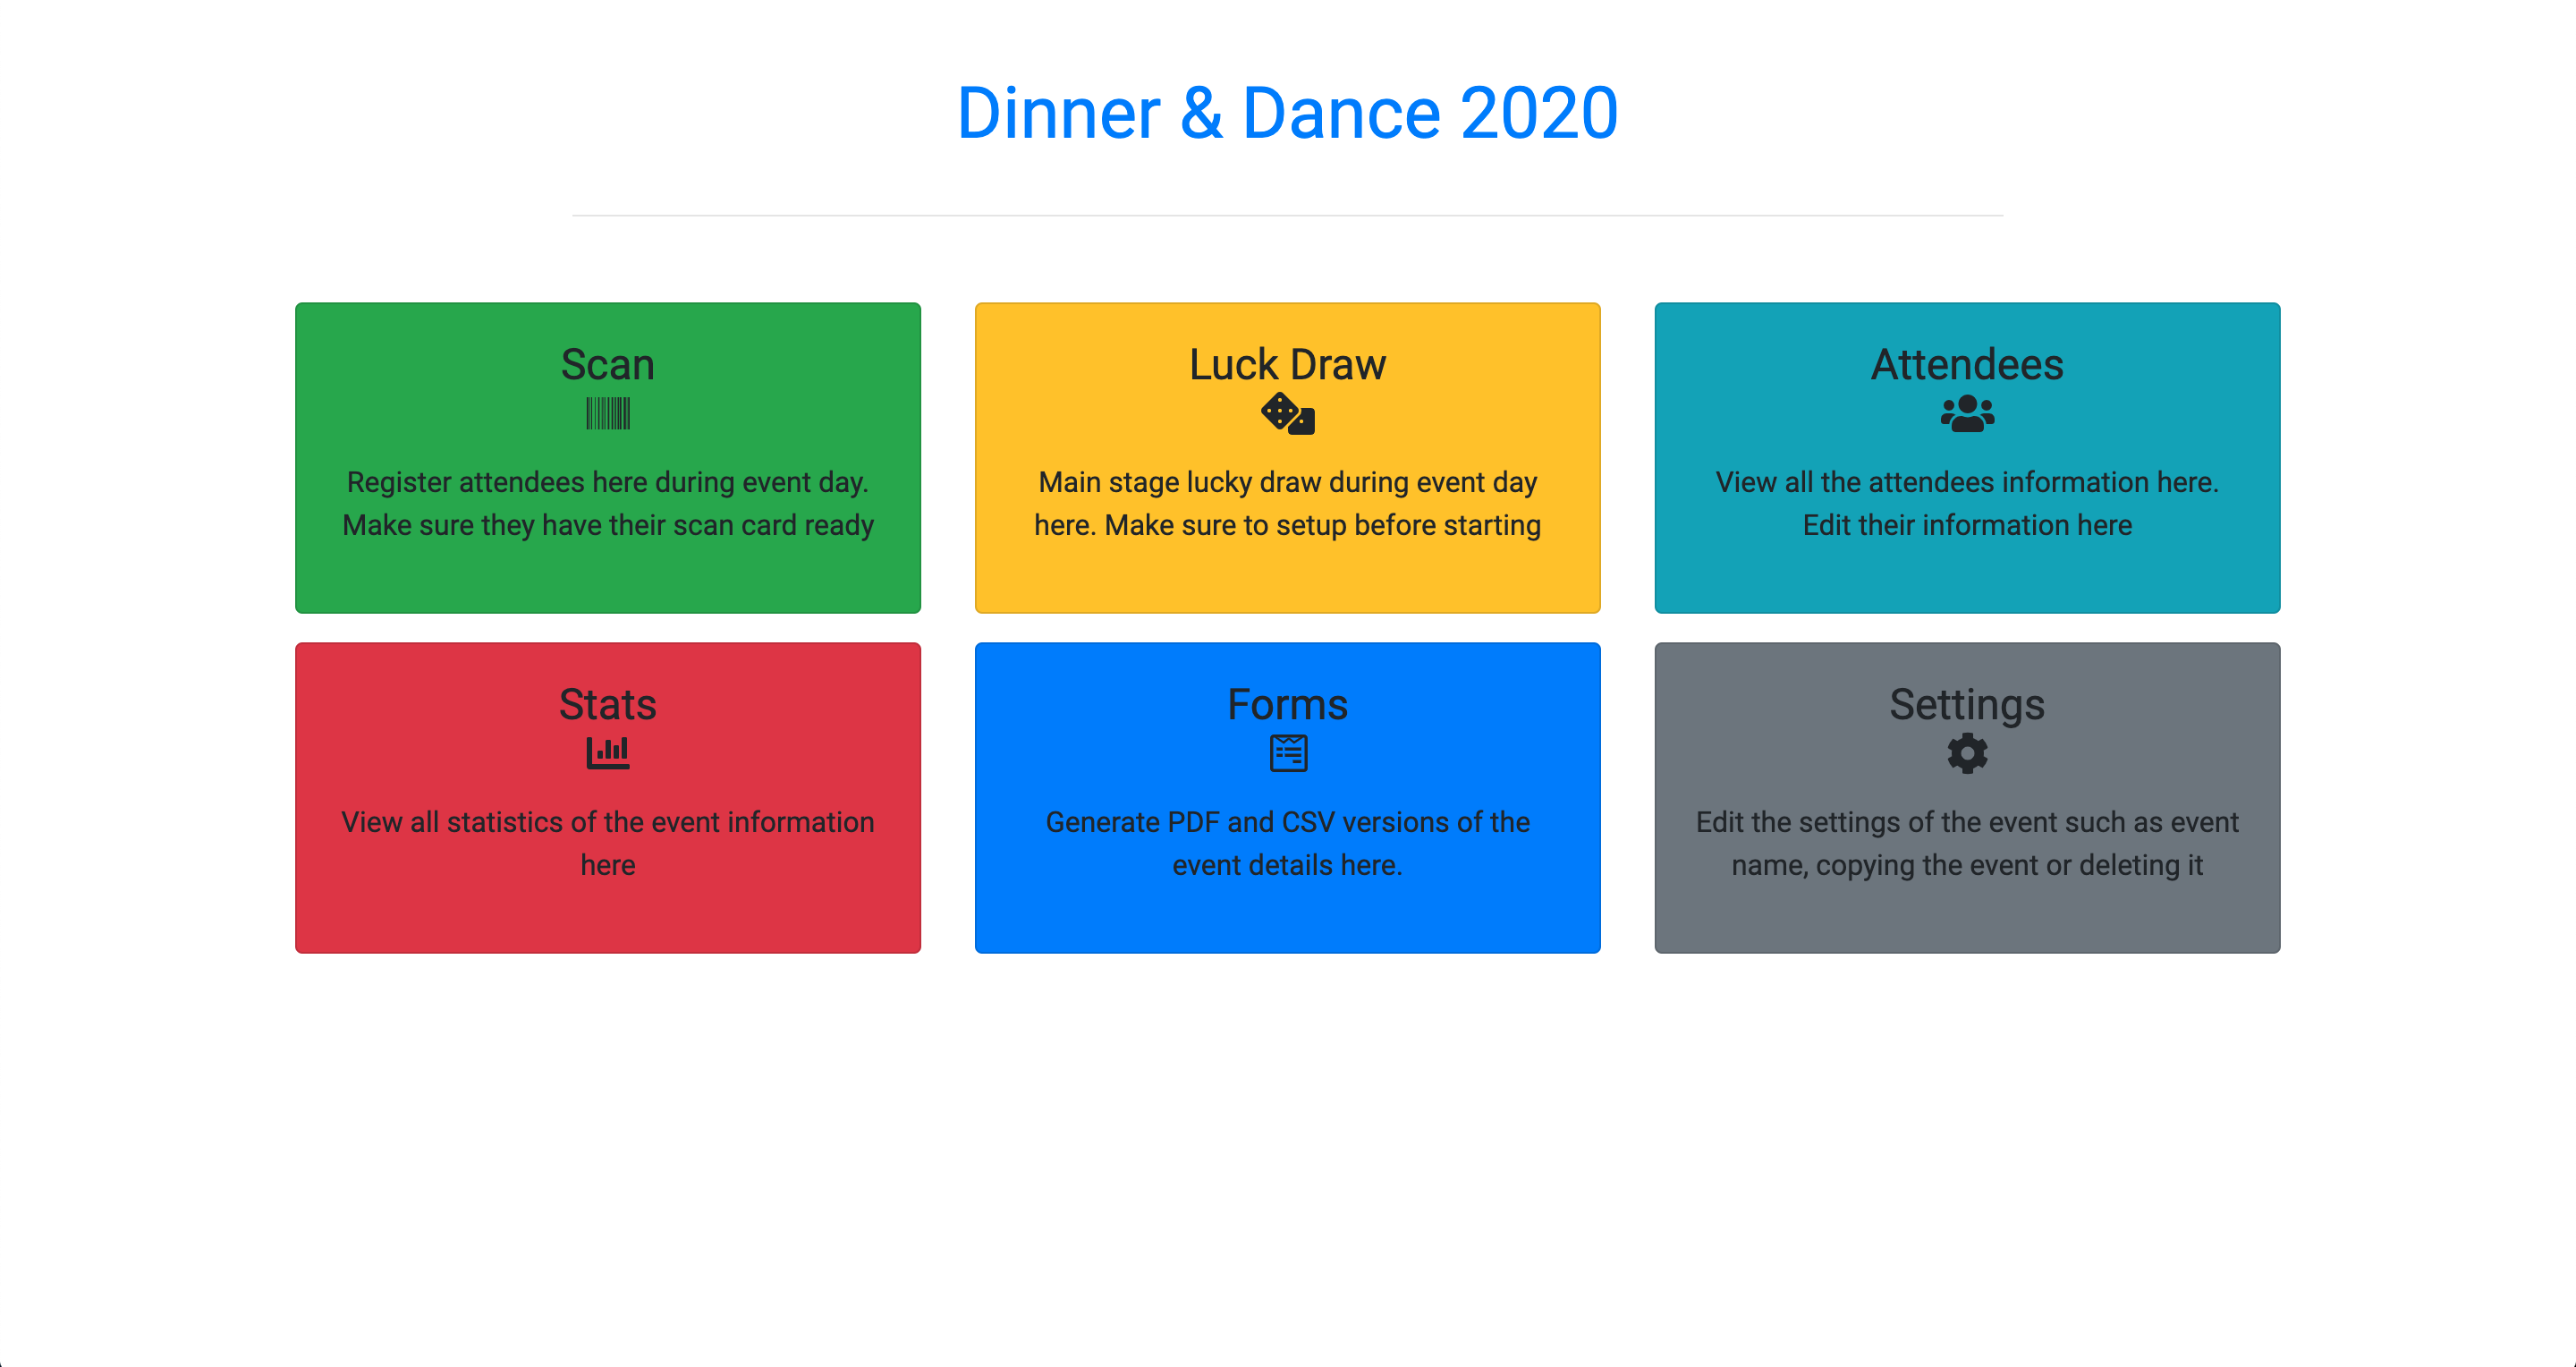 Dinner & Dance 2020
Scan
Register attendees here during event day.
Make sure they have their scan card ready
Luck Draw
Main stage lucky draw during event day
here. Make sure to setup before starting
Attendees
View all the attendees information here.
Edit their information here
Stats
View all statistics of the event information
here
Forms
Generate PDF and CSV versions of the
event details here.
Settings
Edit the settings of the event such as event
name, copying the event or deleting it